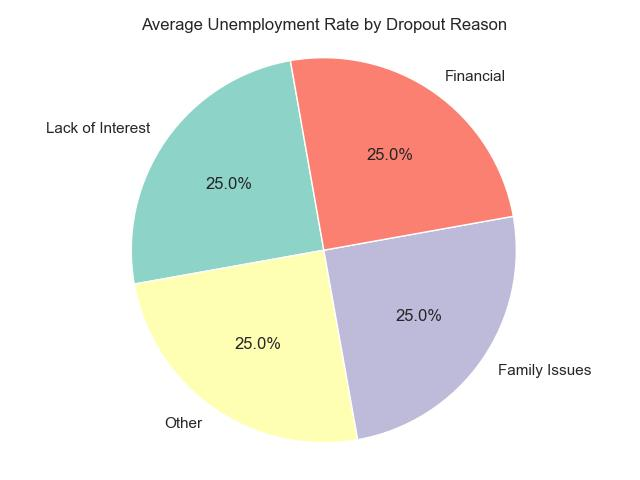 Average Unemployment Rate by Dropout Reason
Financial
Lack of Interest
25.0%
25.0%
25.0%
25.0%
Family Issues
Other